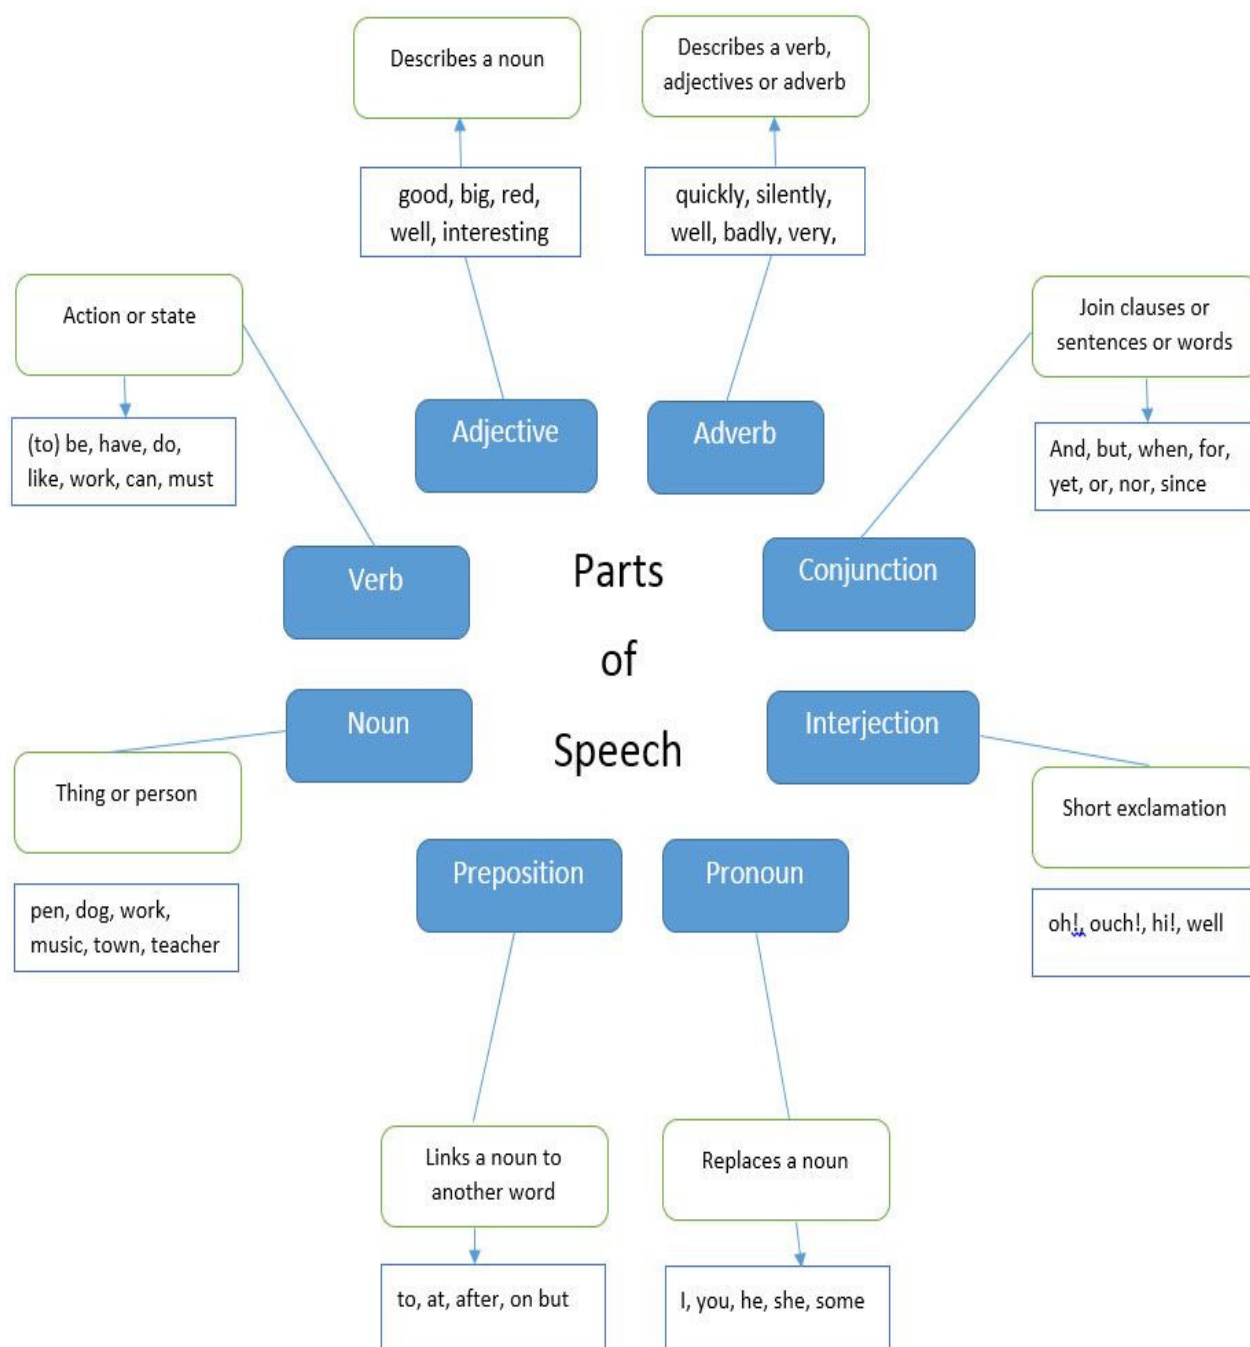 Describes a noun
Describes a verb,
adjectives or adverb
good, big, red,
well, interesting
quickly, silently,
well, badly, very,
Action or state
(to) be, have, do,
like, work, can, must
Join clauses or
sentences or words
And, but, when, for,
yet, or, nor, since
Adjective
Adverb
Verb
Conjunction
Parts
of
Speech
Noun
Interjection
Thing or person
pen, dog, work,
music, town, teacher
Short exclamation
oh!, ouch!, hi!, well
Preposition
Pronoun
Links a noun to
another word
to, at, after, on but
Replaces a noun
I, you, he, she, some